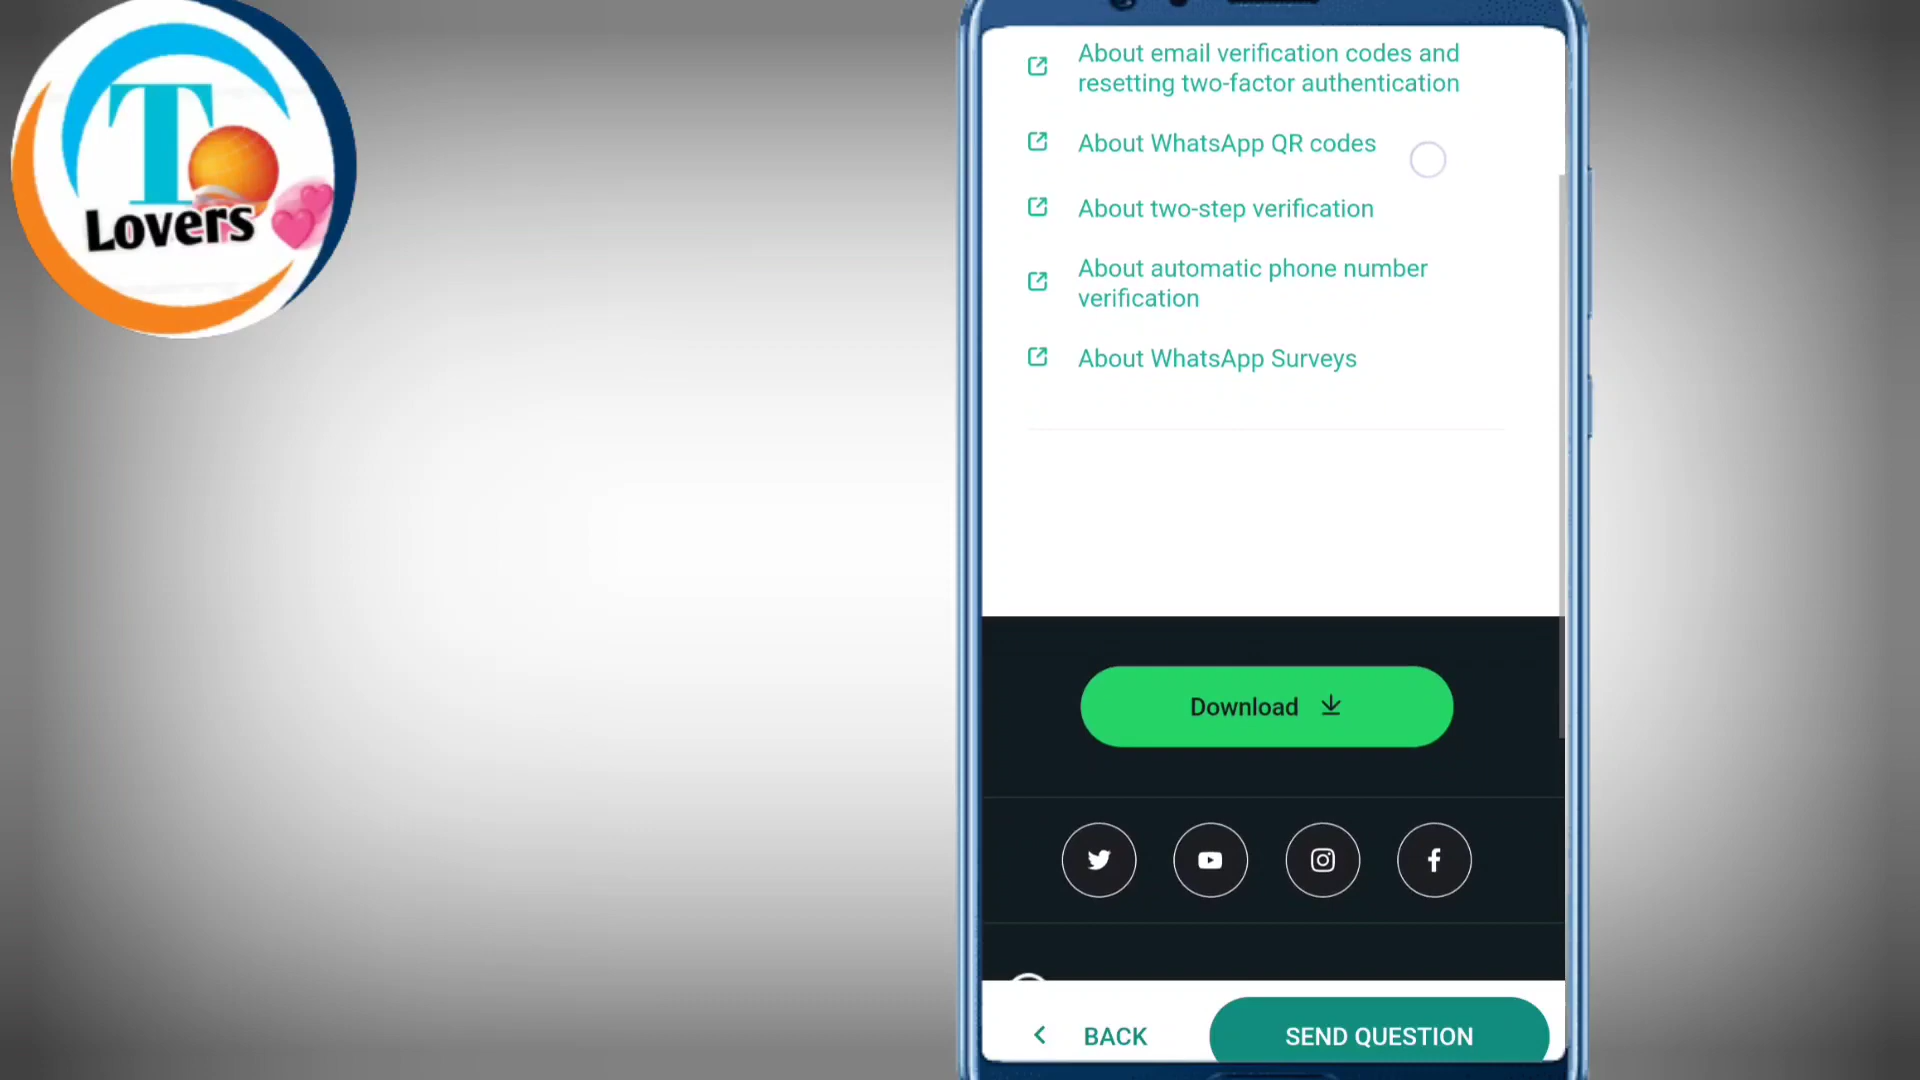 T
Lovers
About email verification codes and
resetting two-factor authentication
About WhatsApp QR codes
About two-step verification
About automatic phone number
verification
About WhatsApp Surveys
Download
BACK
SEND QUESTION